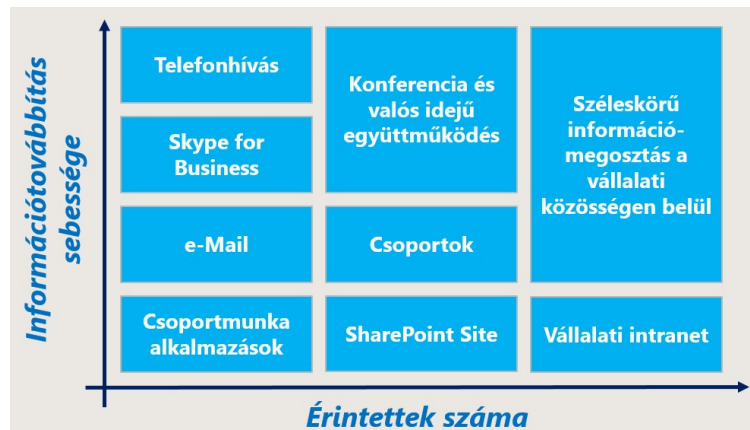 Információtovábbítás
sebessége
Telefonhívás
Skype for
Business
e-Mail
Csoportmunka
alkalmazások
Konferencia és
valós idejű
együttműködés
Csoportok
SharePoint Site
Széleskörű
információ-
megosztás a
vállalati
közösségen belül
Vállalati intranet
Érintettek száma